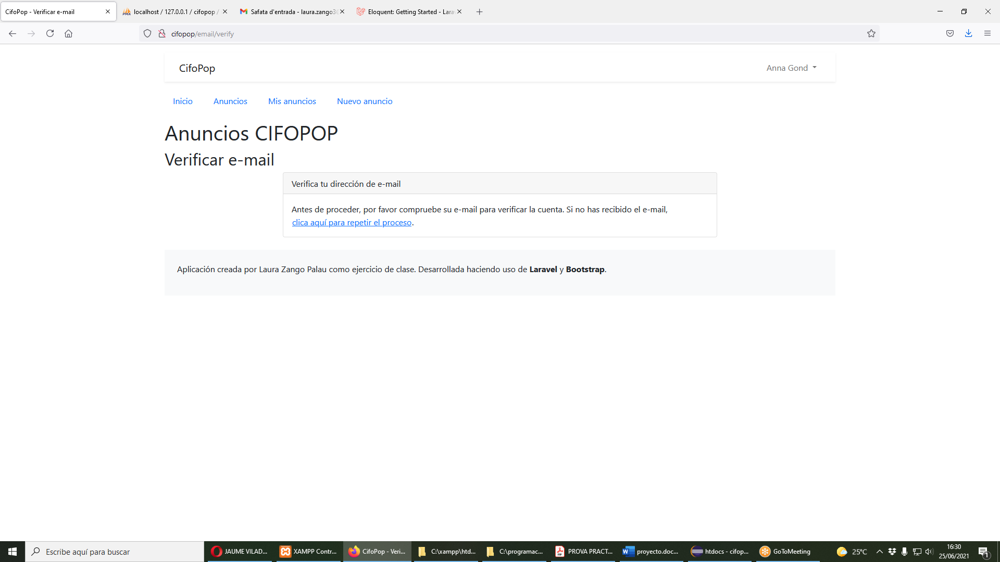 CifoPop - Verificar e-mail
localhost / 127.0.0.1 / cifopop /
Safata d'entrada - laura.zango3
Eloquent: Getting Started - Lara
cifopop/email/verify
CifoPop
Anna Gond
Inicio
Anuncios
Mis anuncios
Nuevo anuncio
Anuncios CIFOPOP
Verificar e-mail
Verifica tu dirección de e-mail
Antes de proceder, por favor compruebe su e-mail para verificar la cuenta. Si no has recibido el e-mail,
clica aquí para repetir el proceso.
Aplicación creada por Laura Zango Palau como ejercicio de clase. Desarrollada haciendo uso de Laravel y Bootstrap.
Escribe aquí para buscar
JAUME VILAD...
XAMPP Contr...
CifoPop - Veri...
C:\xampp\htd...
C:\programac...
PROVA PRACT...
proyecto.doc...
htdocs - cifop...
GoToMeeting
25°C
16:30
25/06/2021
1